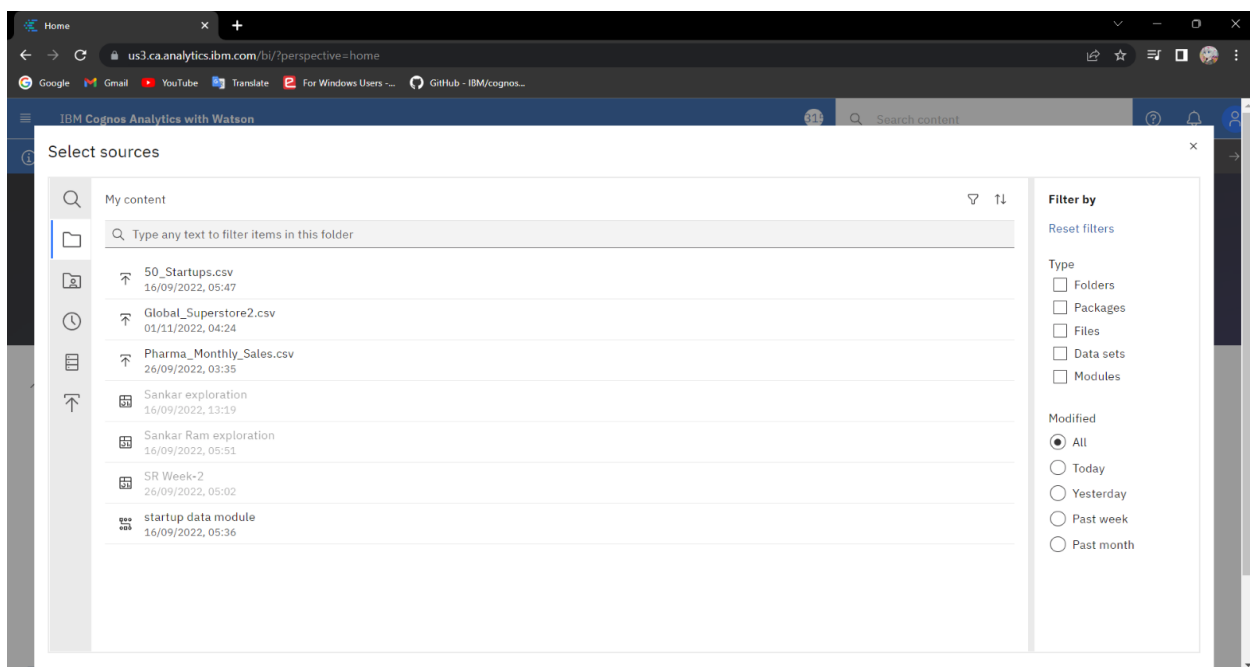 Home
us3.ca.analytics.ibm.com/bi/?perspective=home
Google Gmail YouTube Translate For Windows Users -... GitHub - IBM/cognos...
IBM Cognos Analytics with Watson
Search content
Select sources
My content
Type any text to filter items in this folder
50_Startups.csv
16/09/2022, 05:47
Global_Superstore2.csv
01/11/2022, 04:24
Pharma_Monthly_Sales.csv
26/09/2022, 03:35
Sankar exploration
16/09/2022, 13:19
Sankar Ram exploration
16/09/2022, 05:51
SR Week-2
26/09/2022, 05:02
startup data module
16/09/2022, 05:36
Filter by
Reset filters
Type
Folders
Packages
Files
Data sets
Modules
Modified
All
Today
Yesterday
Past week
Past month